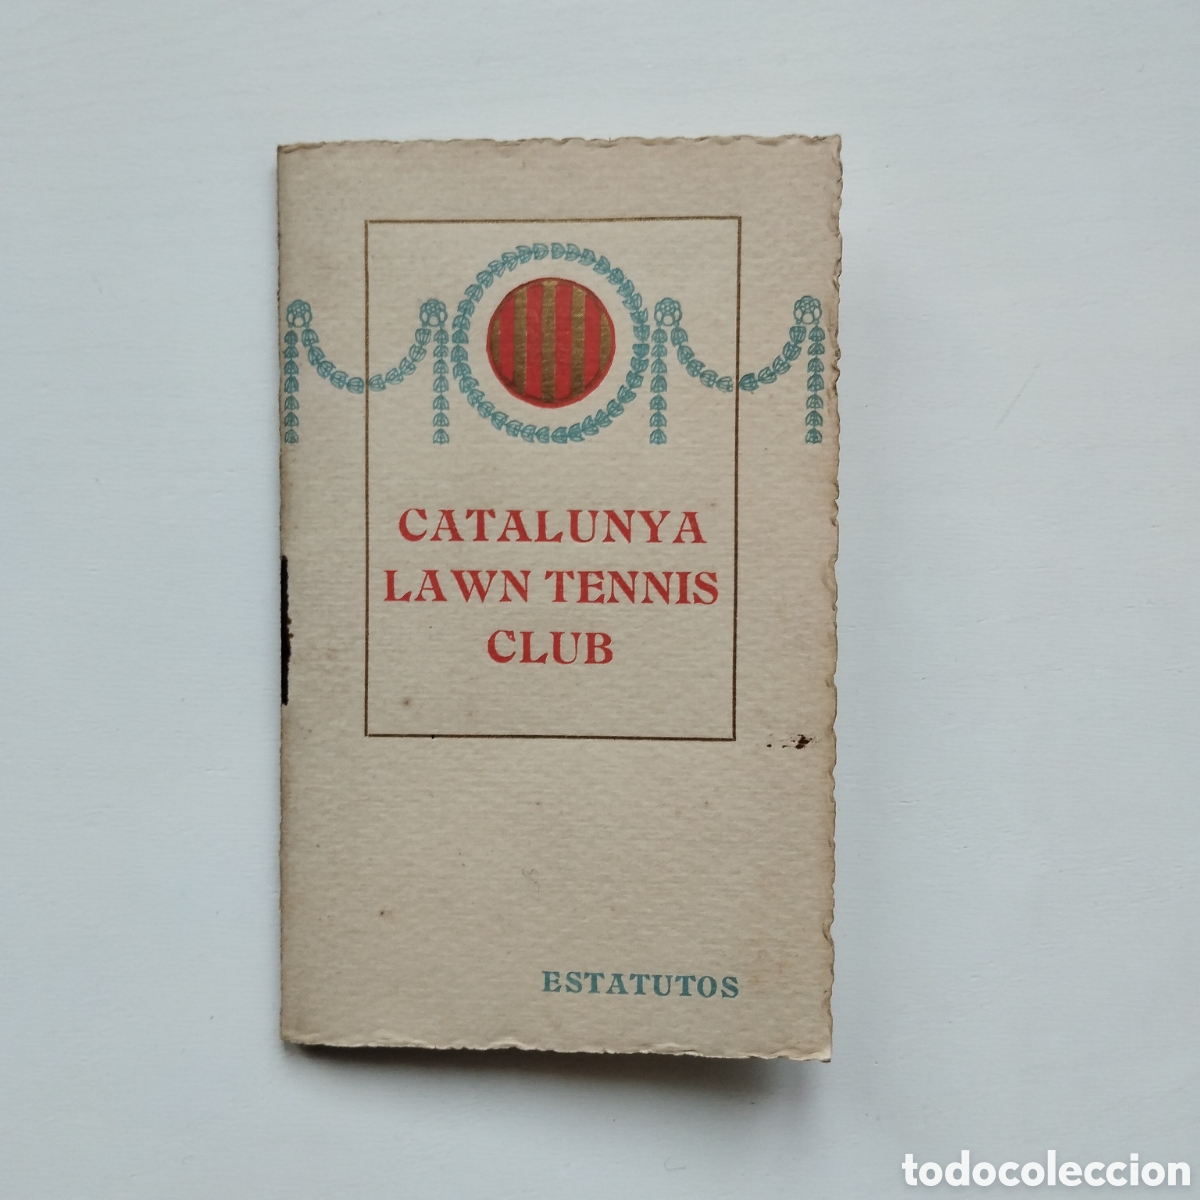 CATALUNYA
LAWN TENNIS
CLUB
ESTATUTOS
todocoleccion